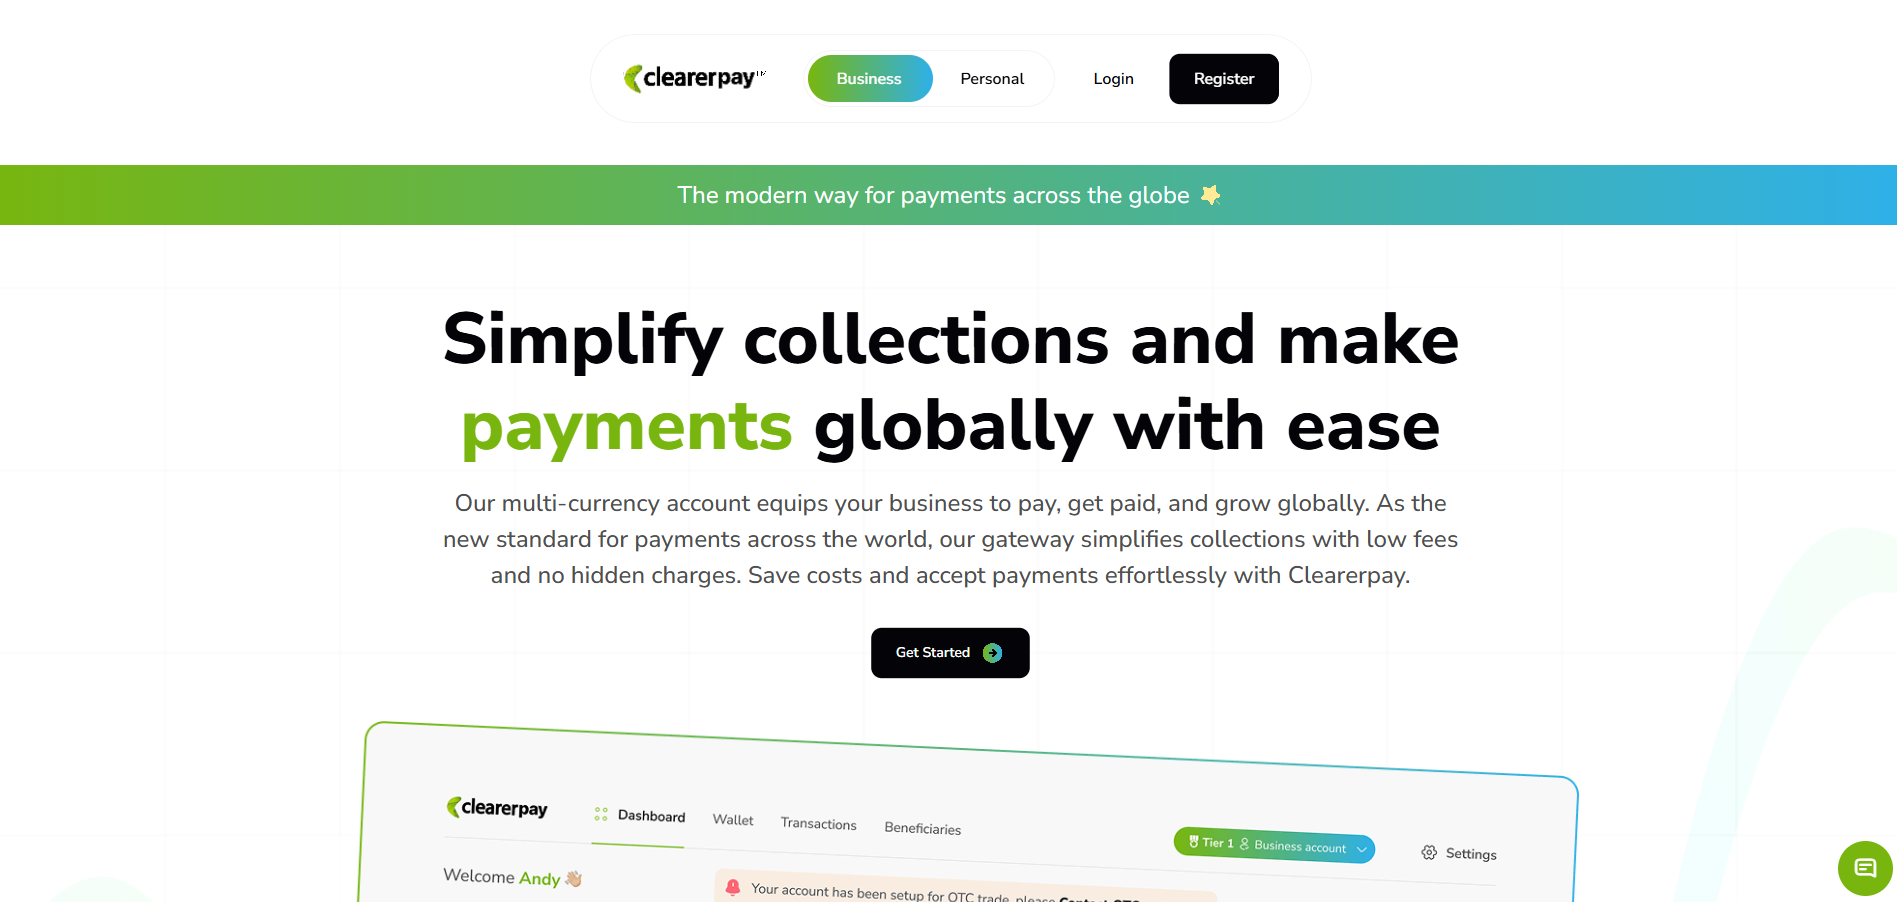 clearerpay™
Business
Personal
Login
Register
The modern way for payments across the globe
Simplify collections and make
payments globally with ease
Our multi-currency account equips your business to pay, get paid, and grow globally. As the
new standard for payments across the world, our gateway simplifies collections with low fees
and no hidden charges. Save costs and accept payments effortlessly with Clearerpay.
Get Started
clearerpay
Dashboard
Wallet
Transactions
Beneficiaries
Tier 1
Business account
Settings
Welcome Andy
Your account has been setup for OTC trade, please Contact OTC